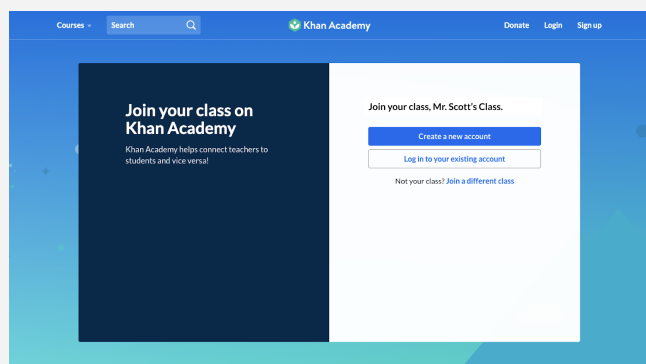 Courses
Search
Khan Academy
Donate
Login
Sign up
Join your class on
Khan Academy
Khan Academy helps connect teachers to
students and vice versa!
Join your class, Mr. Scott's Class.
Create a new account
Log in to your existing account
Not your class? Join a different class